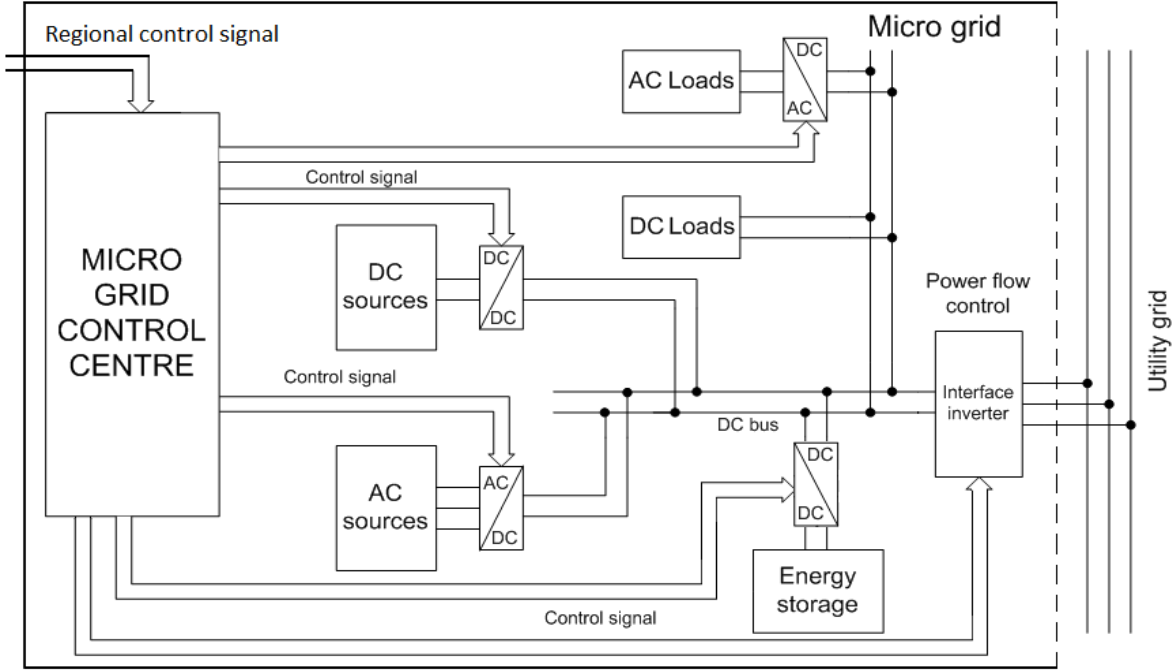 Regional control signal
Micro grid
AC Loads
DC
AC
Control signal
DC Loads
MICRO
GRID
CONTROL
CENTRE
DC
sources
DC
DC
Power flow
control
Utility grid
Control signal
Interface
inverter
DC bus
AC
sources
AC
DC
DC
DC
Energy
storage
Control signal